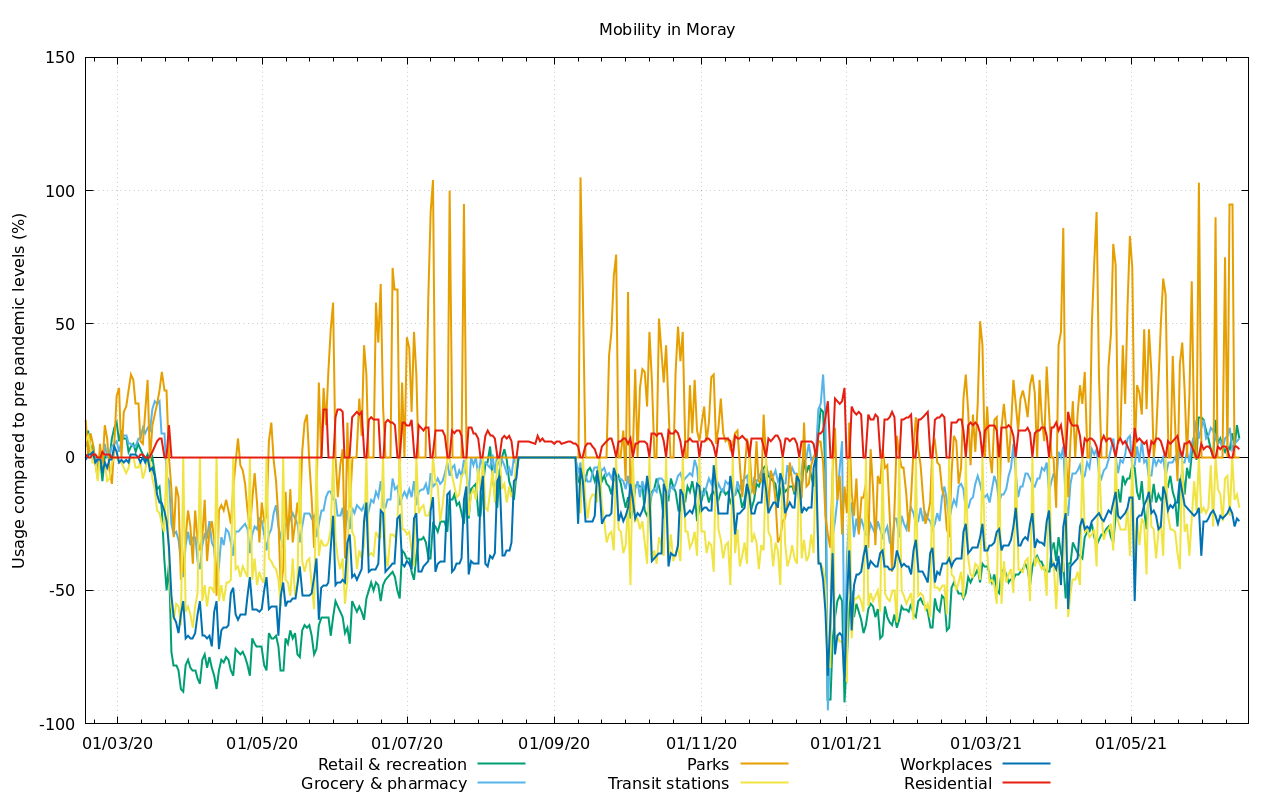 Mobility in Moray
Usage compared to pre pandemic levels (%)
150
100
50
0
-50
-100
01/03/20 01/05/20 01/07/20 01/09/20 01/11/20 01/01/21 01/03/21 01/05/21
Retail & recreation Parks Workplaces
Grocery & pharmacy Transit stations Residential